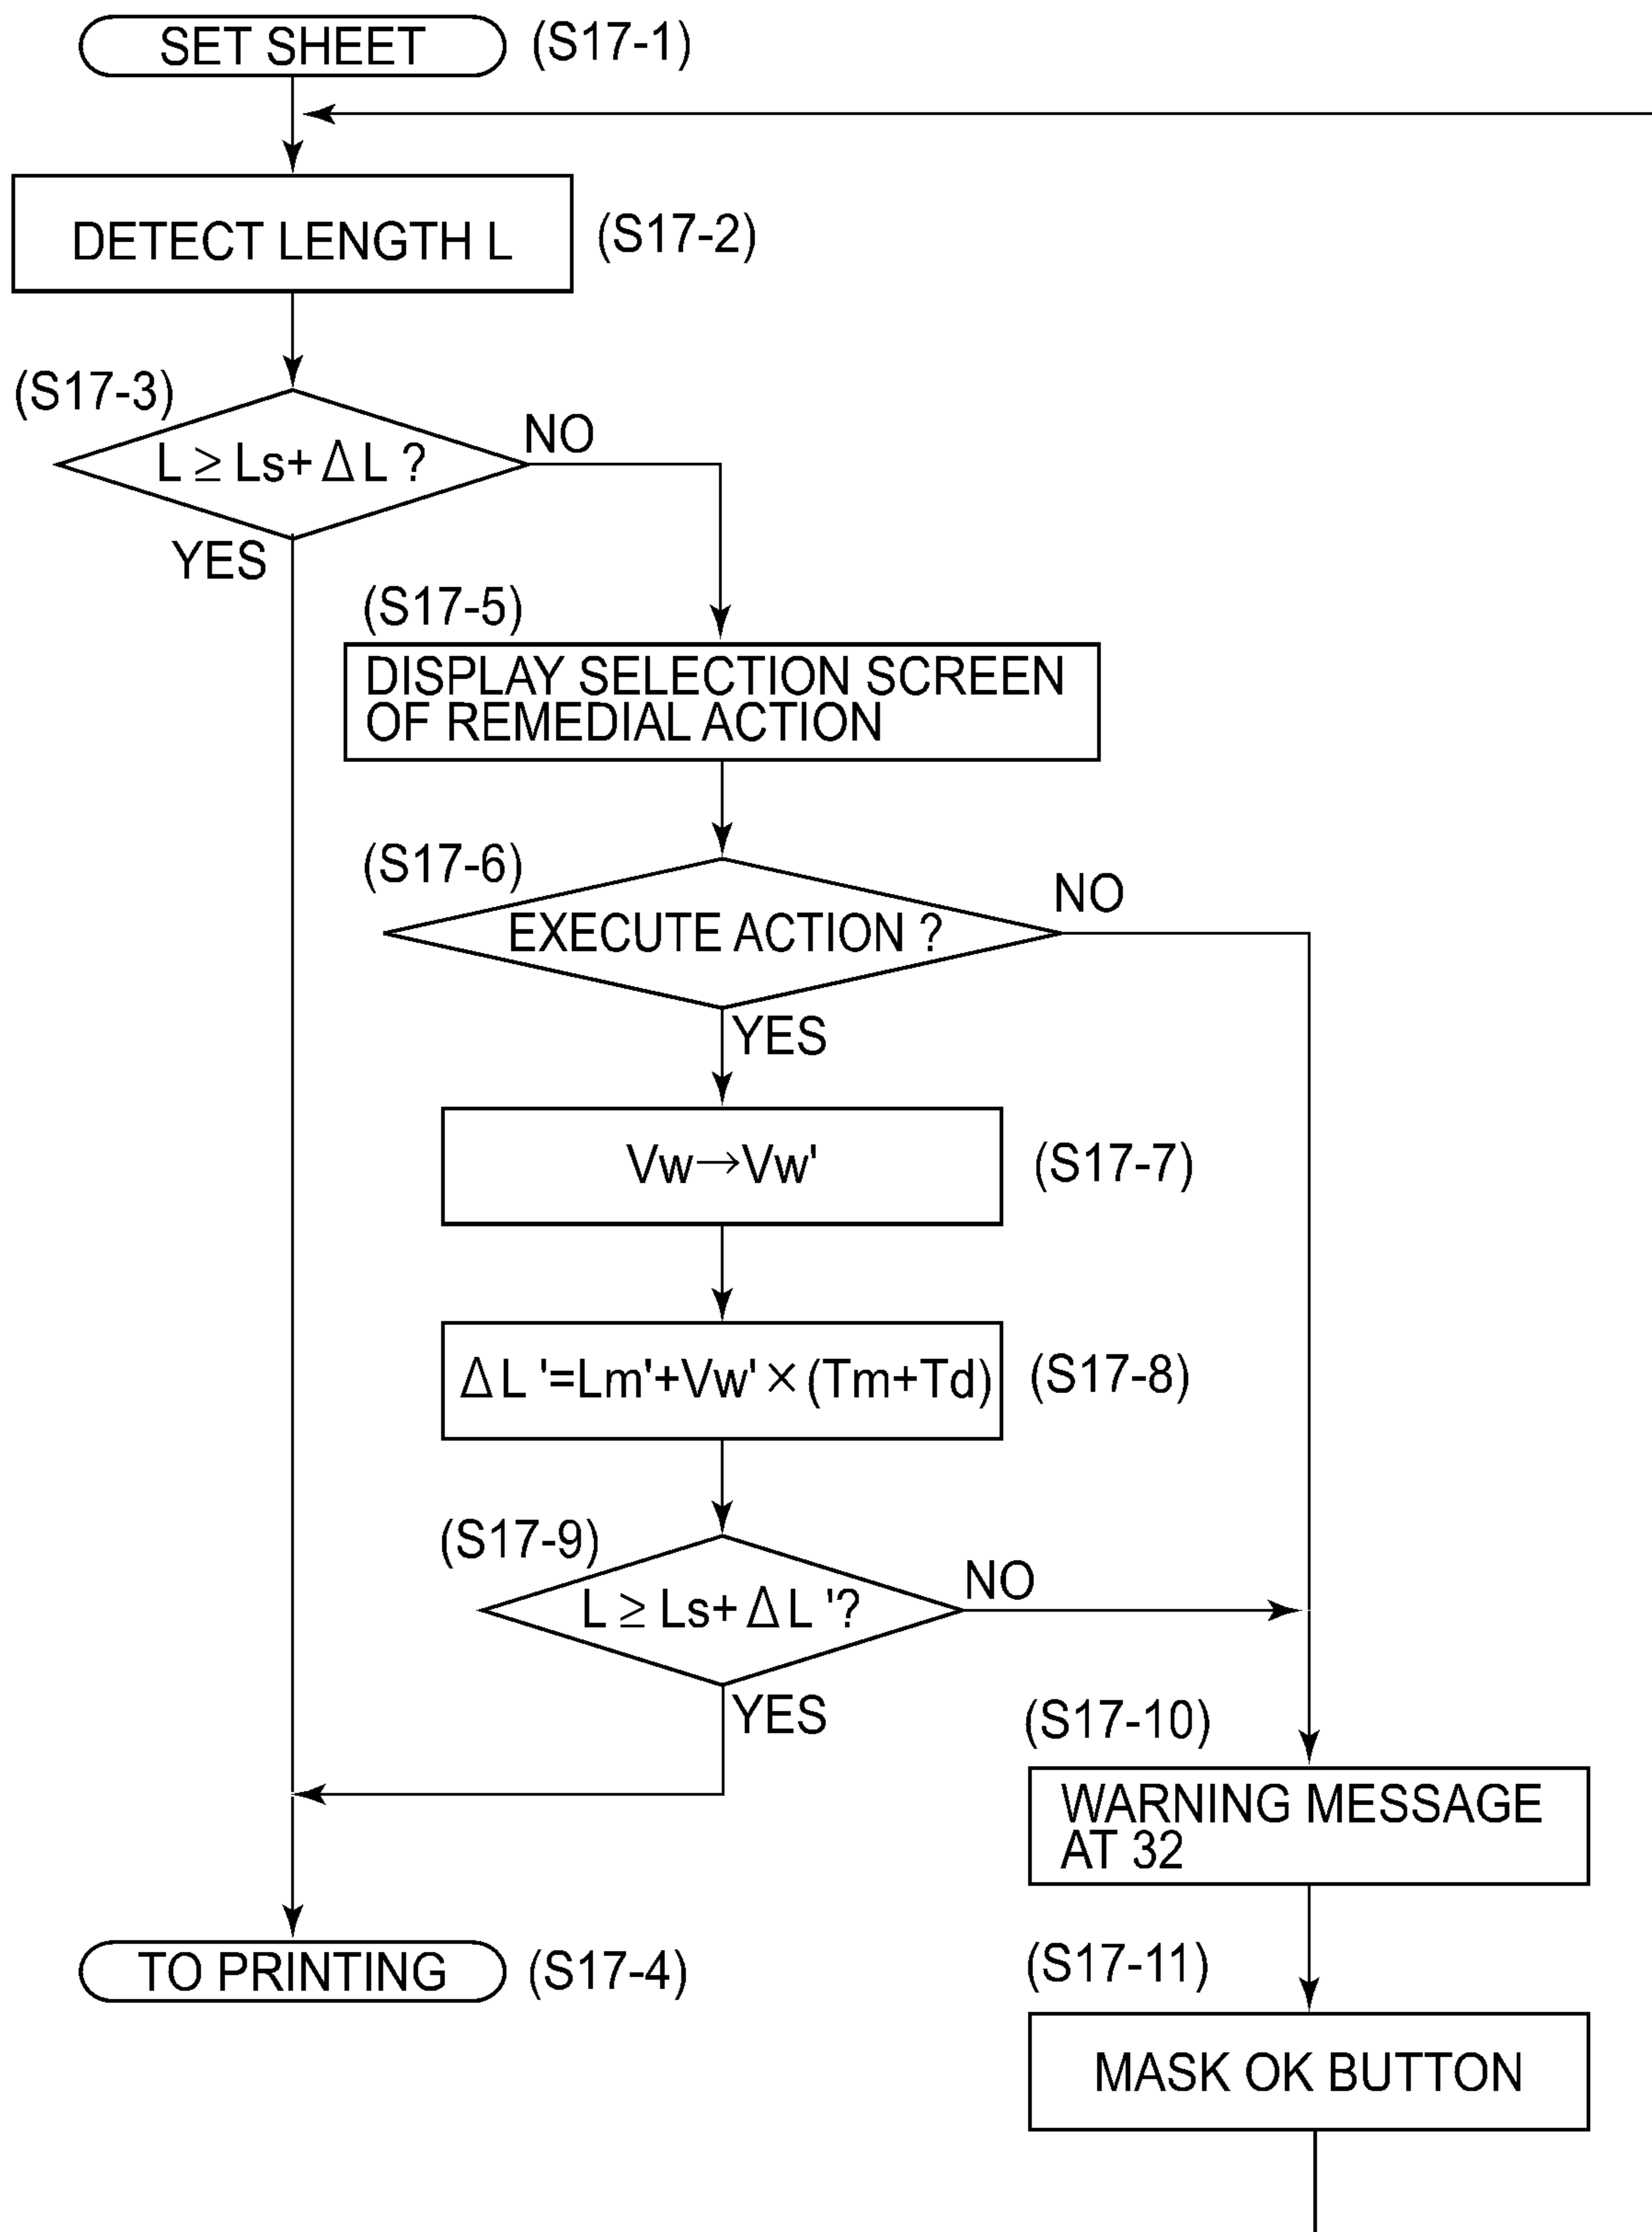 SET SHEET (S17-1)
DETECT LENGTH L (S17-2)
(S17-3)
L ≧ Ls+ΔL ?
NO
YES
(S17-5)
DISPLAY SELECTION SCREEN
OF REMEDIAL ACTION
(S17-6)
EXECUTE ACTION ?
NO
YES
Vw→Vw' (S17-7)
ΔL '=Lm'+Vw'×(Tm+Td) (S17-8)
(S17-9)
L ≧ Ls+ΔL '?
NO
YES
(S17-10)
WARNING MESSAGE
AT 32
TO PRINTING (S17-4)
(S17-11)
MASK OK BUTTON